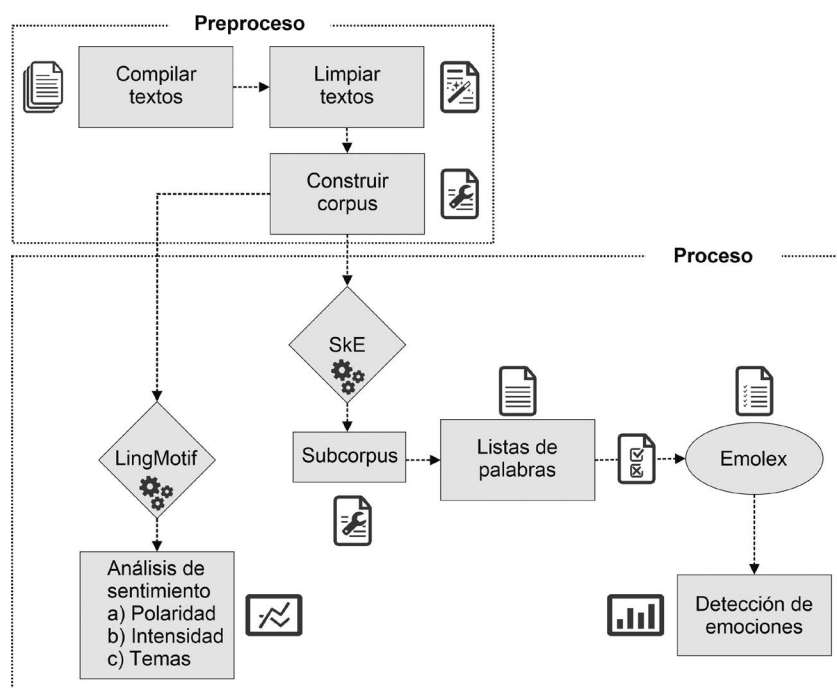 Preproceso
Compilar
textos
Limpiar
textos
Construir
corpus
Proceso
SkE
LingMotif
Subcorpus
Listas de
palabras
Emolex
Análisis de
sentimiento
a) Polaridad
b) Intensidad
c) Temas
Detección de
emociones